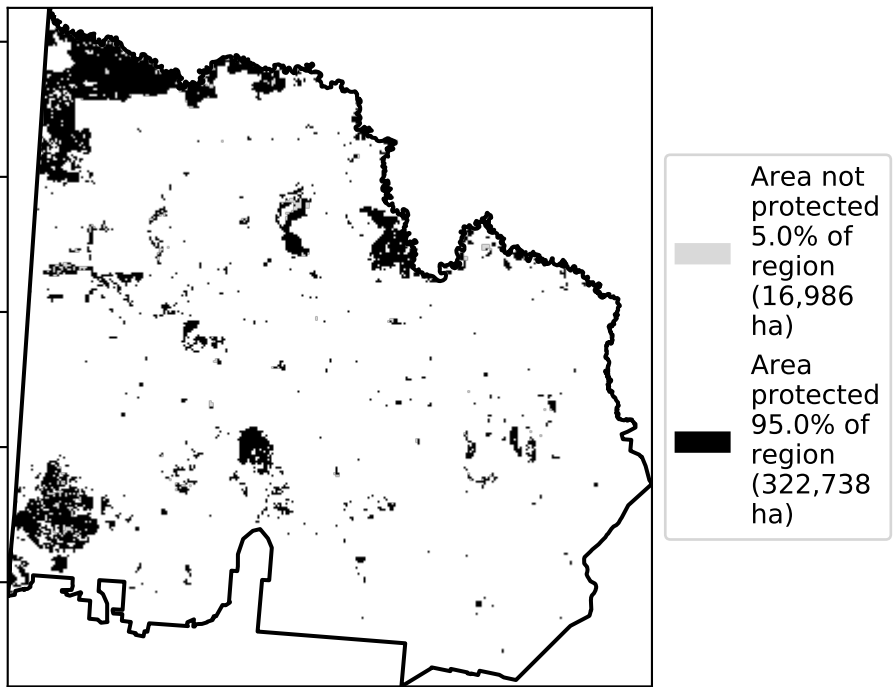 Area not
protected
5.0% of
region
(16,986
ha)
Area
protected
95.0% of
region
(322,738
ha)